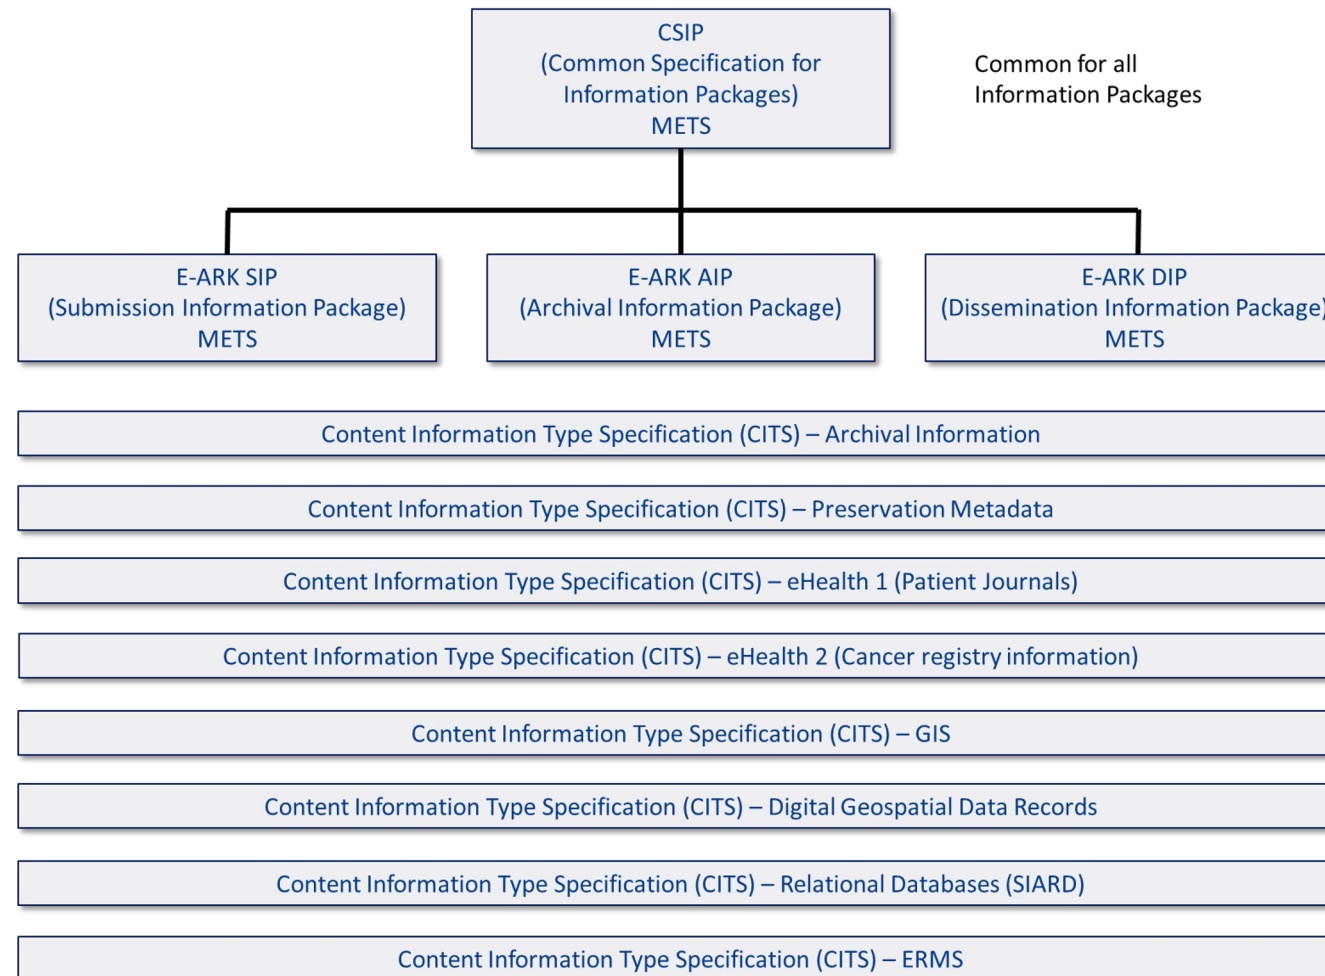 CSIP
(Common Specification for
Information Packages)
METS
Common for all
Information Packages
E-ARK SIP
(Submission Information Package)
METS
E-ARK AIP
(Archival Information Package)
METS
E-ARK DIP
(Dissemination Information Package)
METS
Content Information Type Specification (CITS) – Archival Information
Content Information Type Specification (CITS) – Preservation Metadata
Content Information Type Specification (CITS) – eHealth 1 (Patient Journals)
Content Information Type Specification (CITS) – eHealth 2 (Cancer registry information)
Content Information Type Specification (CITS) – GIS
Content Information Type Specification (CITS) – Digital Geospatial Data Records
Content Information Type Specification (CITS) – Relational Databases (SIARD)
Content Information Type Specification (CITS) – ERMS